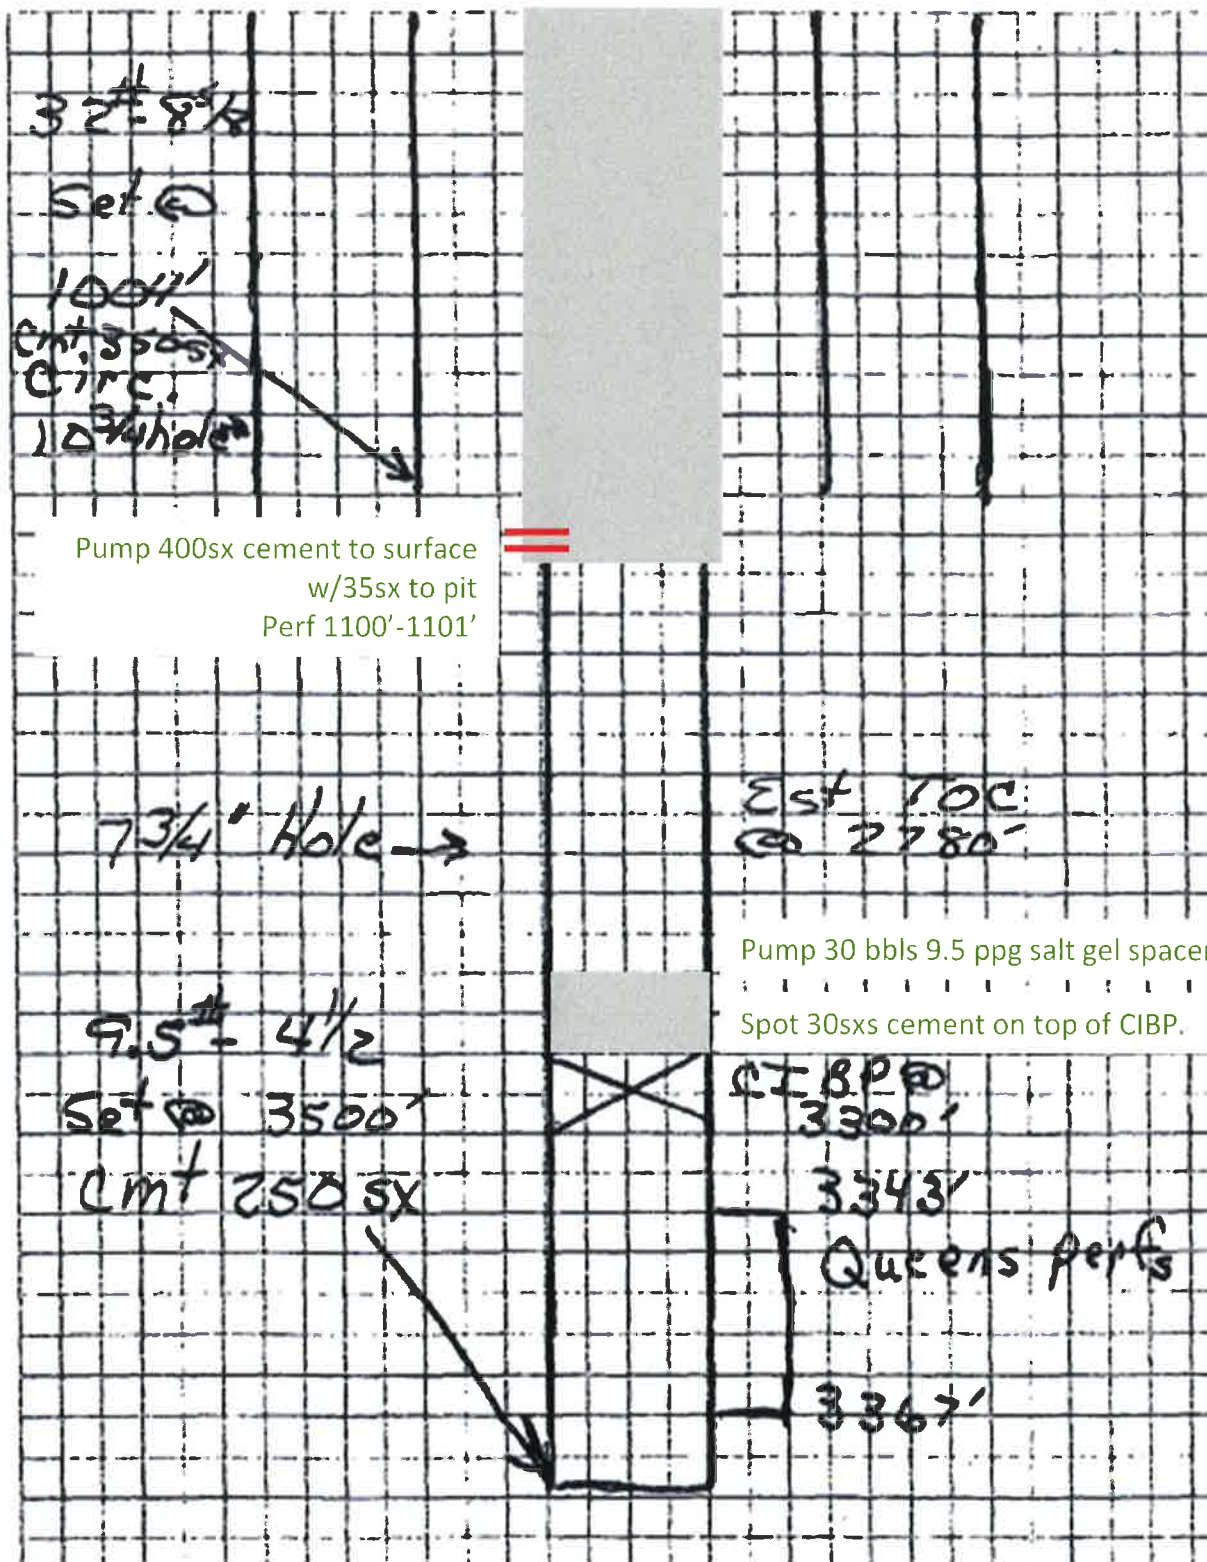 32# - 8 5/8
Set @
1001'
Cmt. 350sx
Circ.
10 3/4 hole
Pump 400sx cement to surface
w/35sx to pit
Perf 1100'-1101'
7 3/4" hole →
Est TOC
@ 2780'
Pump 30 bbls 9.5 ppg salt gel spacer
Spot 30sxs cement on top of CIBP.
9.5# - 4 1/2
Set @ 3500'
Cmt 250 sx
CIBP @
3300'
3343'
Queens perfs
3367'